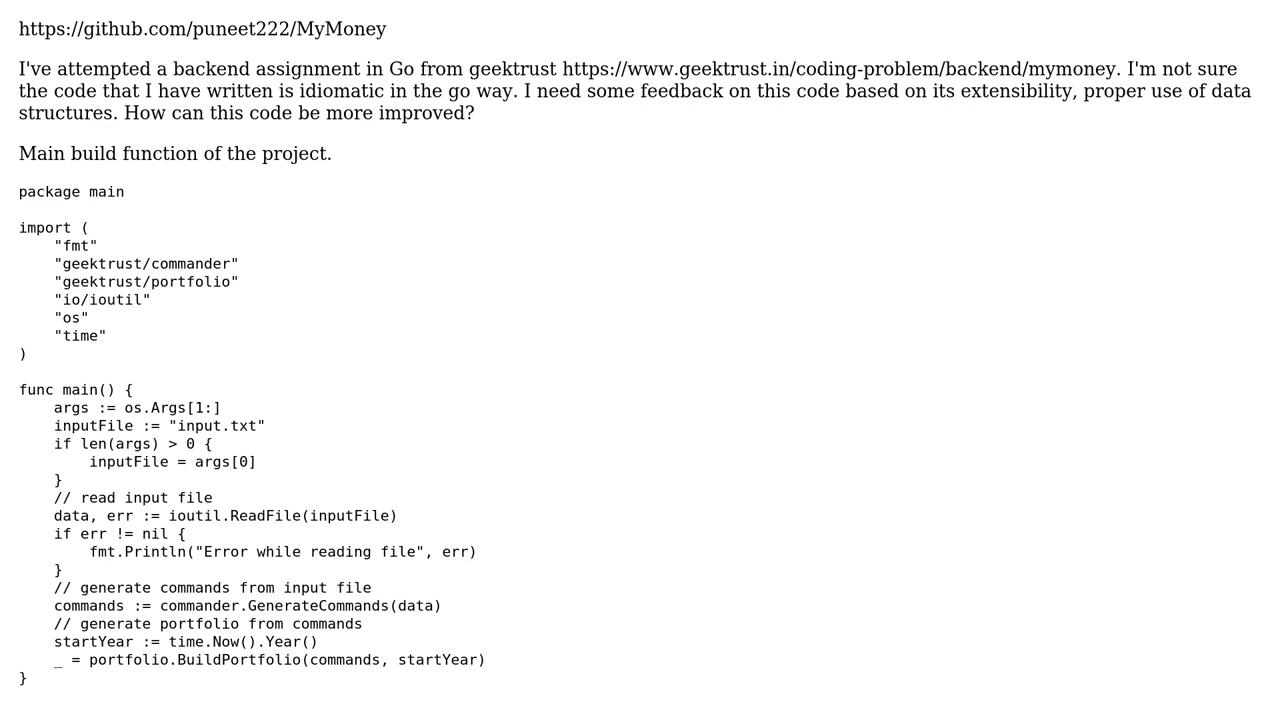 https://github.com/puneet222/MyMoney
I've attempted a backend assignment in Go from geektrust https://www.geektrust.in/coding-problem/backend/mymoney. I'm not sure
the code that I have written is idiomatic in the go way. I need some feedback on this code based on its extensibility, proper use of data
structures. How can this code be more improved?
Main build function of the project.
package main
import (
    "fmt"
    "geektrust/commander"
    "geektrust/portfolio"
    "io/ioutil"
    "os"
    "time"
)
func main() {
    args := os.Args[1:]
    inputFile := "input.txt"
    if len(args) > 0 {
        inputFile = args[0]
    }
    // read input file
    data, err := ioutil.ReadFile(inputFile)
    if err != nil {
        fmt.Println("Error while reading file", err)
    }
    // generate commands from input file
    commands := commander.GenerateCommands(data)
    // generate portfolio from commands
    startYear := time.Now().Year()
    _ = portfolio.BuildPortfolio(commands, startYear)
}